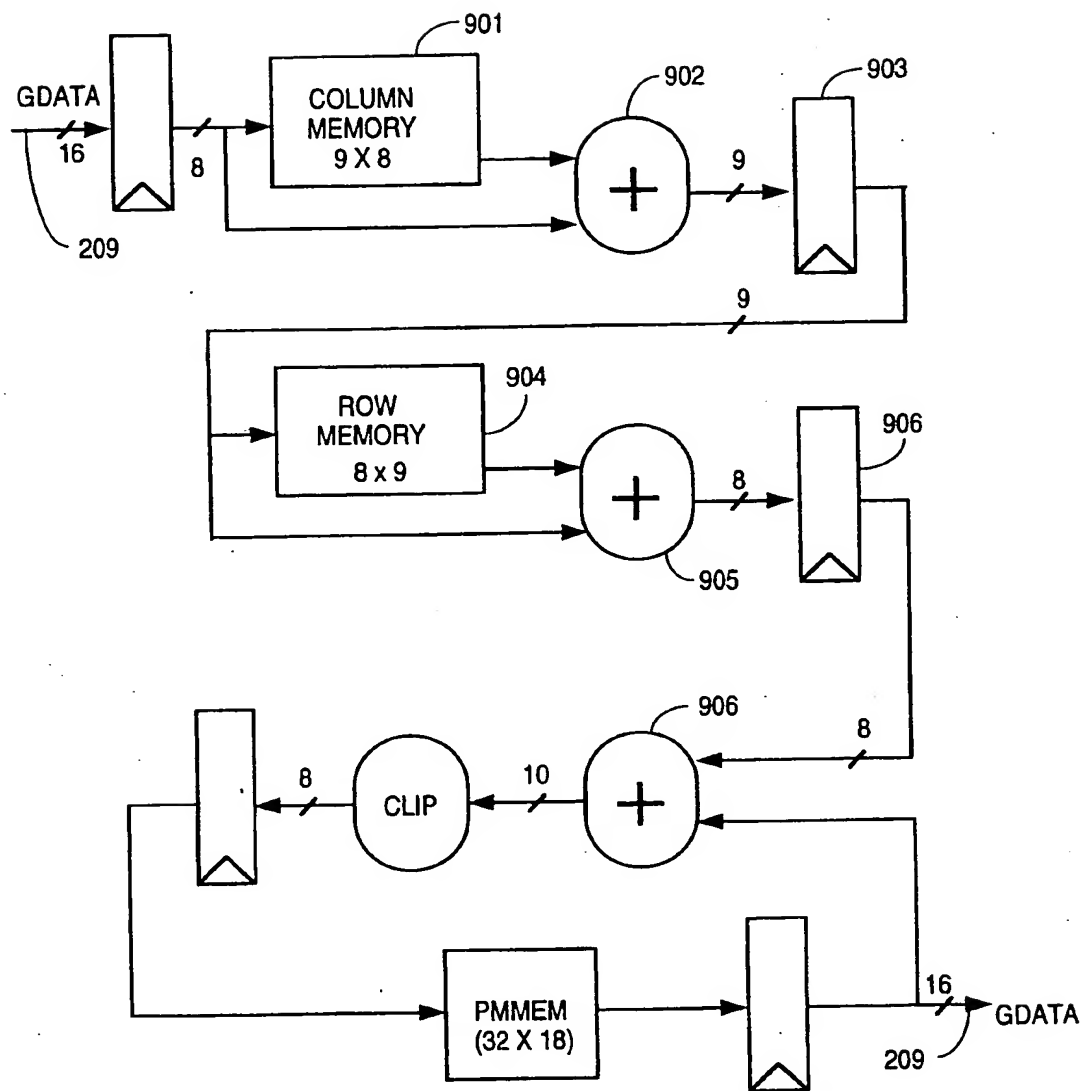 901
902
903
GDATA
16
8
COLUMN
MEMORY
9 X 8
+
9
209
9
904
906
ROW
MEMORY
8 x 9
+
8
905
906
8
8
CLIP
10
+
PMMEM
(32 X 18)
16
GDATA
209